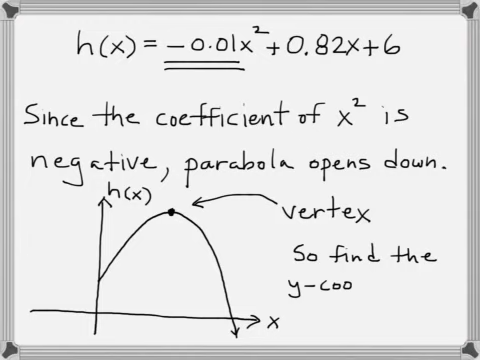 h(x) = -0.01x² + 0.82x + 6
Since the coefficient of x² is
negative, parabola opens down.
h(x)
vertex
So find the
y-coo
x